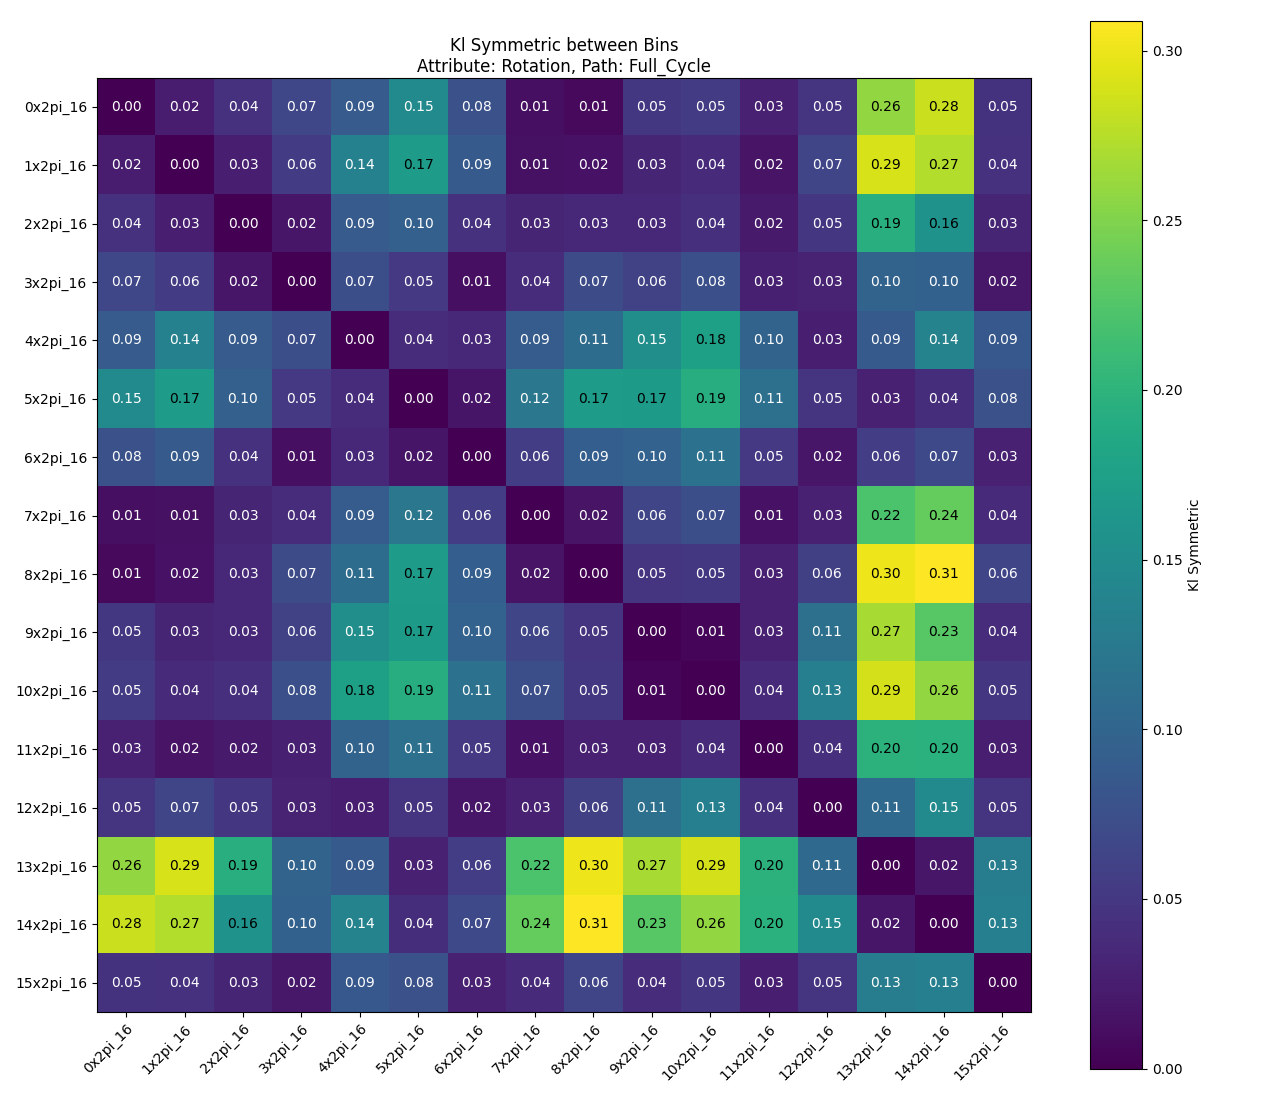 Kl Symmetric between Bins
Attribute: Rotation, Path: Full_Cycle
0x2pi_16 0.00 0.02 0.04 0.07 0.09 0.15 0.08 0.01 0.01 0.05 0.05 0.03 0.05 0.26 0.28 0.05
1x2pi_16 0.02 0.00 0.03 0.06 0.14 0.17 0.09 0.01 0.02 0.03 0.04 0.02 0.07 0.29 0.27 0.04
2x2pi_16 0.04 0.03 0.00 0.02 0.09 0.10 0.04 0.03 0.03 0.03 0.04 0.02 0.05 0.19 0.16 0.03
3x2pi_16 0.07 0.06 0.02 0.00 0.07 0.05 0.01 0.04 0.07 0.06 0.08 0.03 0.03 0.10 0.10 0.02
4x2pi_16 0.09 0.14 0.09 0.07 0.00 0.04 0.03 0.09 0.11 0.15 0.18 0.10 0.03 0.09 0.14 0.09
5x2pi_16 0.15 0.17 0.10 0.05 0.04 0.00 0.02 0.12 0.17 0.17 0.19 0.11 0.05 0.03 0.04 0.08
6x2pi_16 0.08 0.09 0.04 0.01 0.03 0.02 0.00 0.06 0.09 0.10 0.11 0.05 0.02 0.06 0.07 0.03
7x2pi_16 0.01 0.01 0.03 0.04 0.09 0.12 0.06 0.00 0.02 0.06 0.07 0.01 0.03 0.22 0.24 0.04
8x2pi_16 0.01 0.02 0.03 0.07 0.11 0.17 0.09 0.02 0.00 0.05 0.05 0.03 0.06 0.30 0.31 0.06
9x2pi_16 0.05 0.03 0.03 0.06 0.15 0.17 0.10 0.06 0.05 0.00 0.01 0.03 0.11 0.27 0.23 0.04
10x2pi_16 0.05 0.04 0.04 0.08 0.18 0.19 0.11 0.07 0.05 0.01 0.00 0.04 0.13 0.29 0.26 0.05
11x2pi_16 0.03 0.02 0.02 0.03 0.10 0.11 0.05 0.01 0.03 0.03 0.04 0.00 0.04 0.20 0.20 0.03
12x2pi_16 0.05 0.07 0.05 0.03 0.03 0.05 0.02 0.03 0.06 0.11 0.13 0.04 0.00 0.11 0.15 0.05
13x2pi_16 0.26 0.29 0.19 0.10 0.09 0.03 0.06 0.22 0.30 0.27 0.29 0.20 0.11 0.00 0.02 0.13
14x2pi_16 0.28 0.27 0.16 0.10 0.14 0.04 0.07 0.24 0.31 0.23 0.26 0.20 0.15 0.02 0.00 0.13
15x2pi_16 0.05 0.04 0.03 0.02 0.09 0.08 0.03 0.04 0.06 0.04 0.05 0.03 0.05 0.13 0.13 0.00
0x2pi_16 1x2pi_16 2x2pi_16 3x2pi_16 4x2pi_16 5x2pi_16 6x2pi_16 7x2pi_16 8x2pi_16 9x2pi_16 10x2pi_16 11x2pi_16 12x2pi_16 13x2pi_16 14x2pi_16 15x2pi_16
0.30
0.25
0.20
0.15
0.10
0.05
0.00
Kl Symmetric